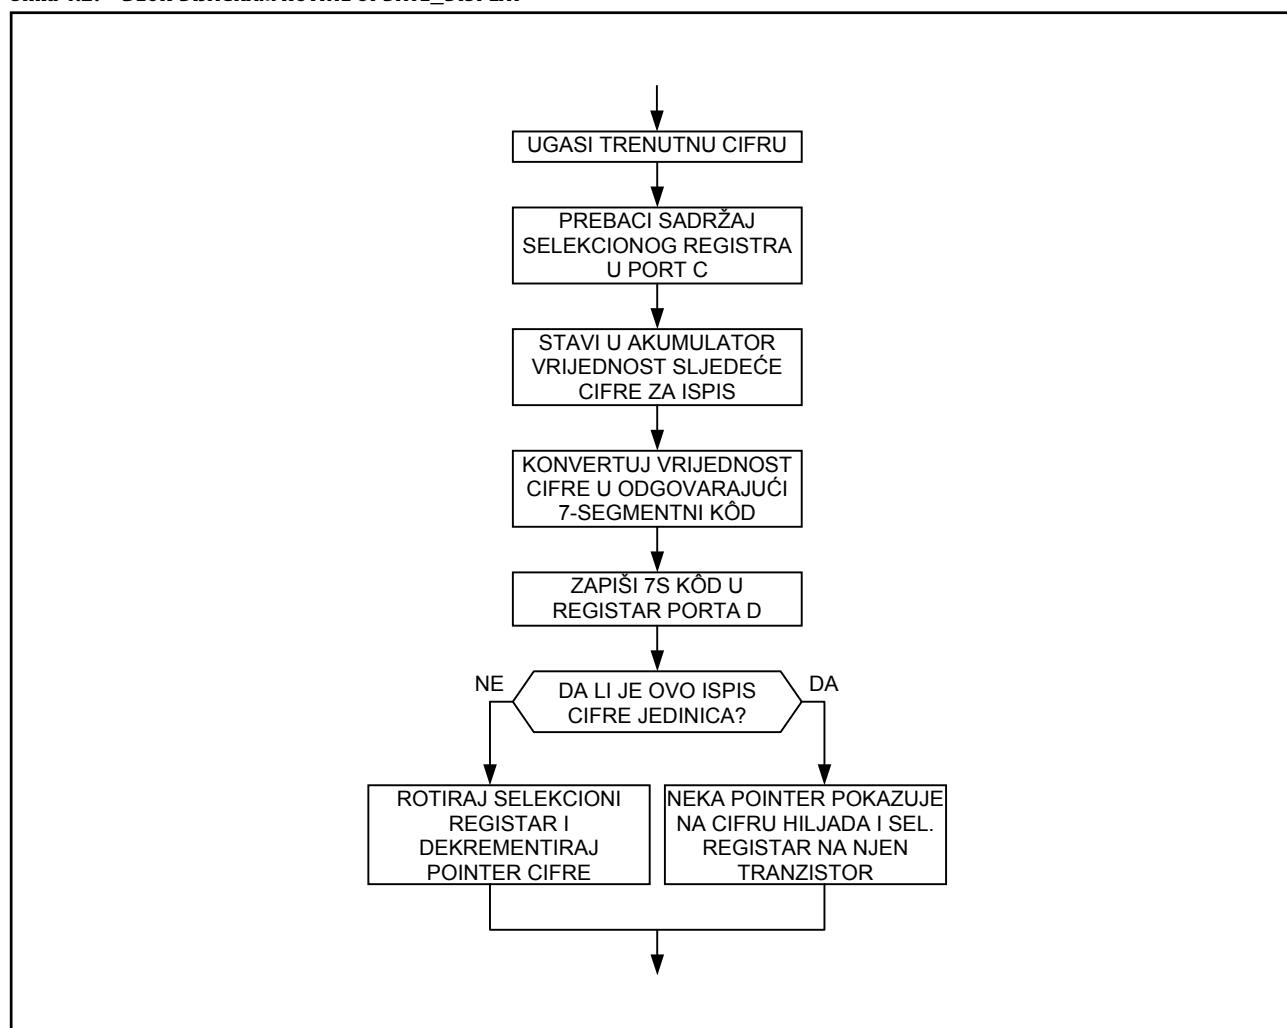 UGASI TRENUTNU CIFRU
PREBACI SADRŽAJ
SELEKCIONOG REGISTRA
U PORT C
STAVI U AKUMULATOR
VRIJEDNOST SLJEDEĆE
CIFRE ZA ISPIS
KONVERTUJ VRIJEDNOST
CIFRE U ODGOVARAJUĆI
7-SEGMENTNI KÔD
ZAPIŠI 7S KÔD U
REGISTAR PORTA D
NE
DA LI JE OVO ISPIS
CIFRE JEDINICA?
DA
ROTIRAJ SELEKCIONI
REGISTAR I
DEKREMENTIRAJ
POINTER CIFRE
NEKA POINTER POKAZUJE
NA CIFRU HILJADA I SEL.
REGISTAR NA NJEN
TRANZISTOR